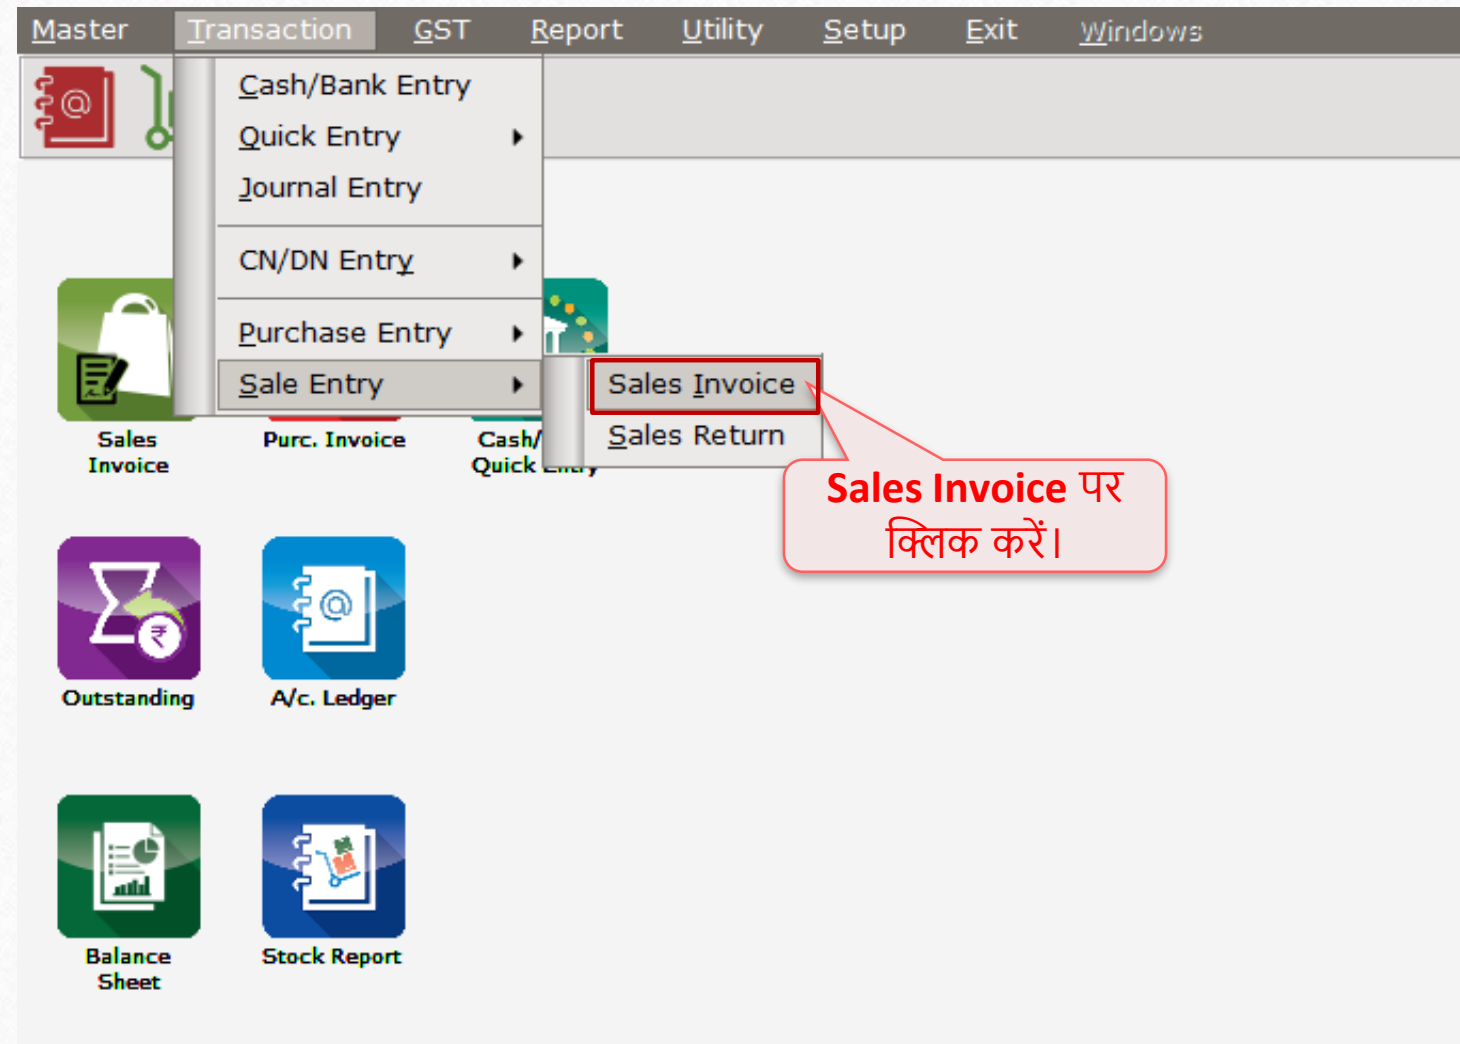 Master Transaction GST Report Utility Setup Exit Windows
Cash/Bank Entry
Quick Entry
Journal Entry
CN/DN Entry
Purchase Entry
Sale Entry
Sales Invoice
Sales Return
Sales Invoice पर
क्लिक करें।
Sales
Invoice
Purc. Invoice
Cash/
Quick Entry
Outstanding
A/c. Ledger
Balance
Sheet
Stock Report